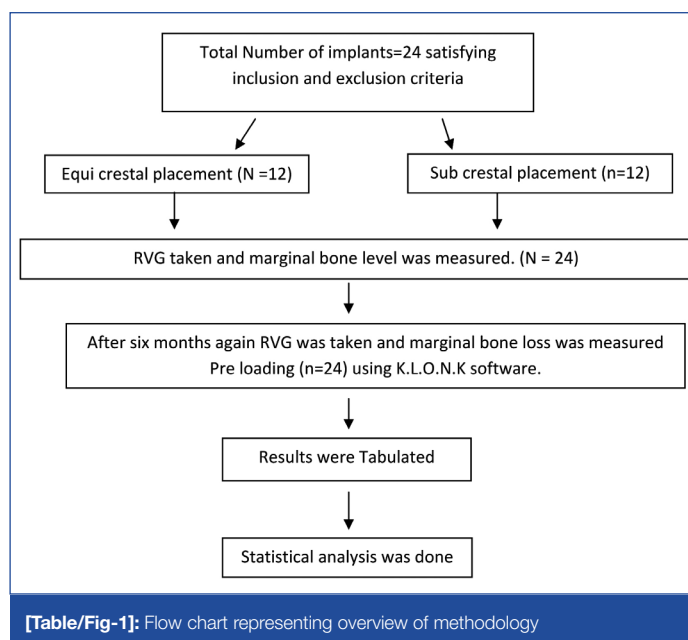 Total Number of implants=24 satisfying
inclusion and exclusion criteria
Equi crestal placement (N =12)
Sub crestal placement (n=12)
RVG taken and marginal bone level was measured. (N = 24)
After six months again RVG was taken and marginal bone loss was measured
Pre loading (n=24) using K.L.O.N.K software.
Results were Tabulated
Statistical analysis was done
[Table/Fig-1]: Flow chart representing overview of methodology